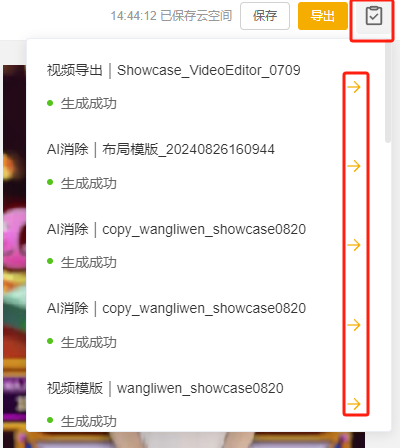 14:44:12 已保存云空间 保存 导出
视频导出 | Showcase_VideoEditor_0709
生成成功
AI消除 | 布局模版_20240826160944
生成成功
AI消除 | copy_wangliwen_showcase0820
生成成功
AI消除 | copy_wangliwen_showcase0820
生成成功
视频模版 | wangliwen_showcase0820
生成成功